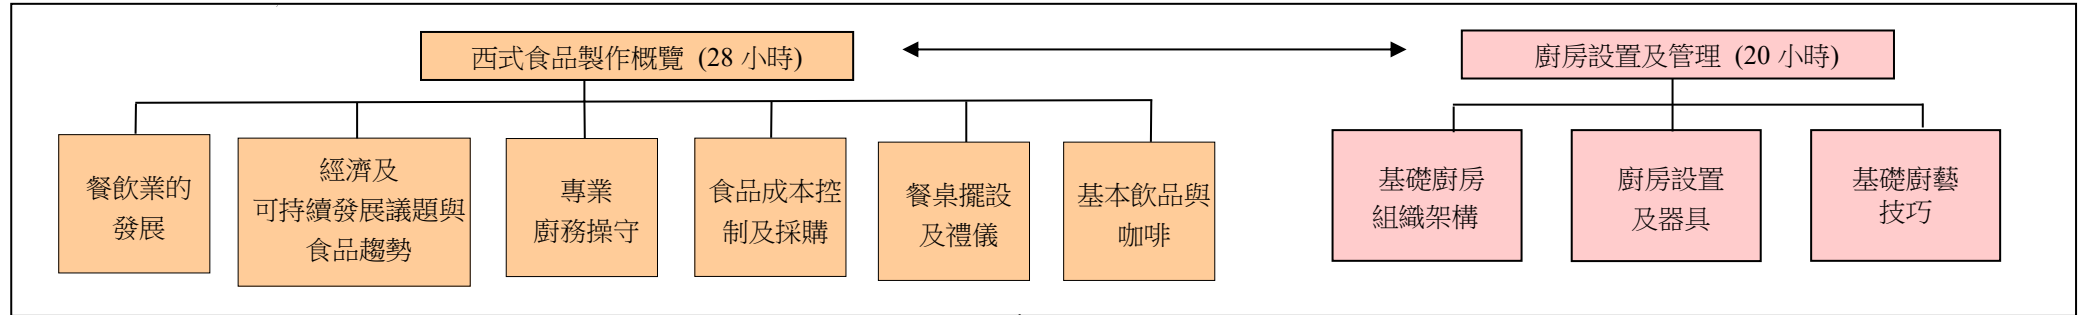 西式食品製作概覽 (28 小時)
廚房設置及管理 (20 小時)
餐飲業的
發展
經濟及
可持續發展議題與
食品趨勢
專業
廚務操守
食品成本控
制及採購
餐桌擺設
及禮儀
基本飲品與
咖啡
基礎廚房
組織架構
廚房設置
及器具
基礎廚藝
技巧